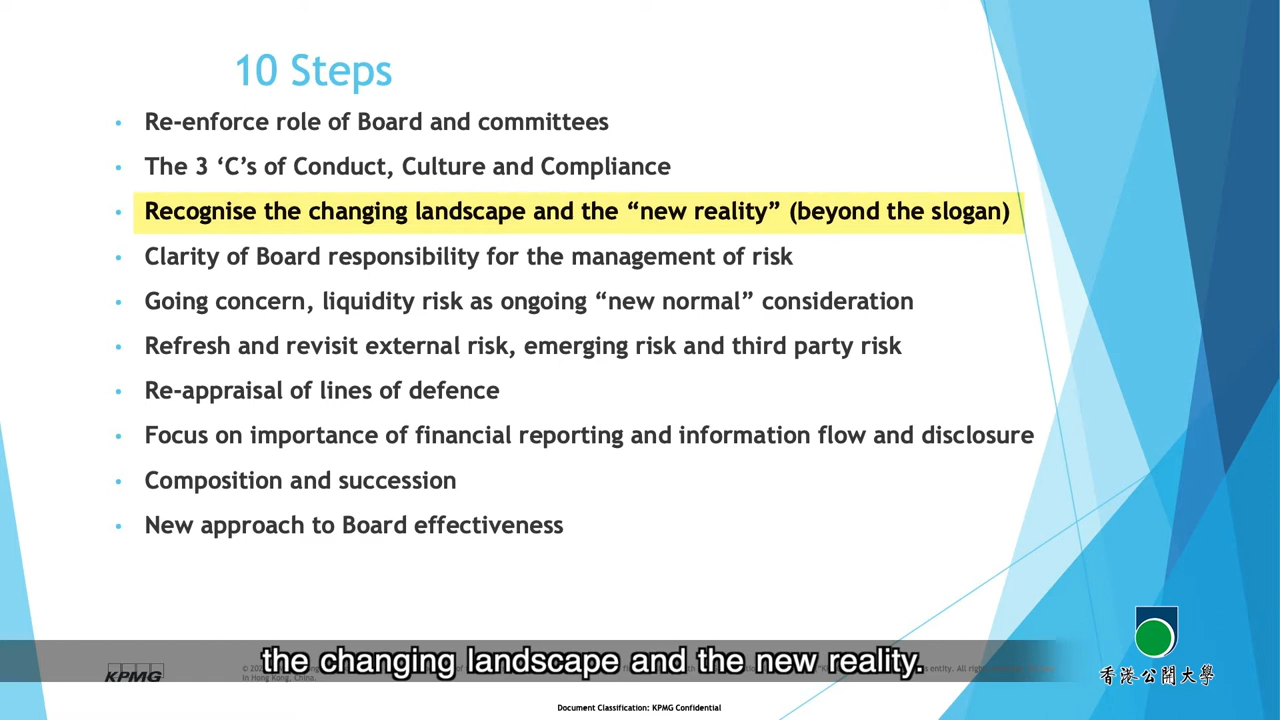 10 Steps
• Re-enforce role of Board and committees
• The 3 ‘C’s of Conduct, Culture and Compliance
• Recognise the changing landscape and the “new reality” (beyond the slogan)
• Clarity of Board responsibility for the management of risk
• Going concern, liquidity risk as ongoing “new normal” consideration
• Refresh and revisit external risk, emerging risk and third party risk
• Re-appraisal of lines of defence
• Focus on importance of financial reporting and information flow and disclosure
• Composition and succession
• New approach to Board effectiveness
the changing landscape and the new reality.
KPMG
in Hong Kong, China.
香港公開大學
Document Classification: KPMG Confidential